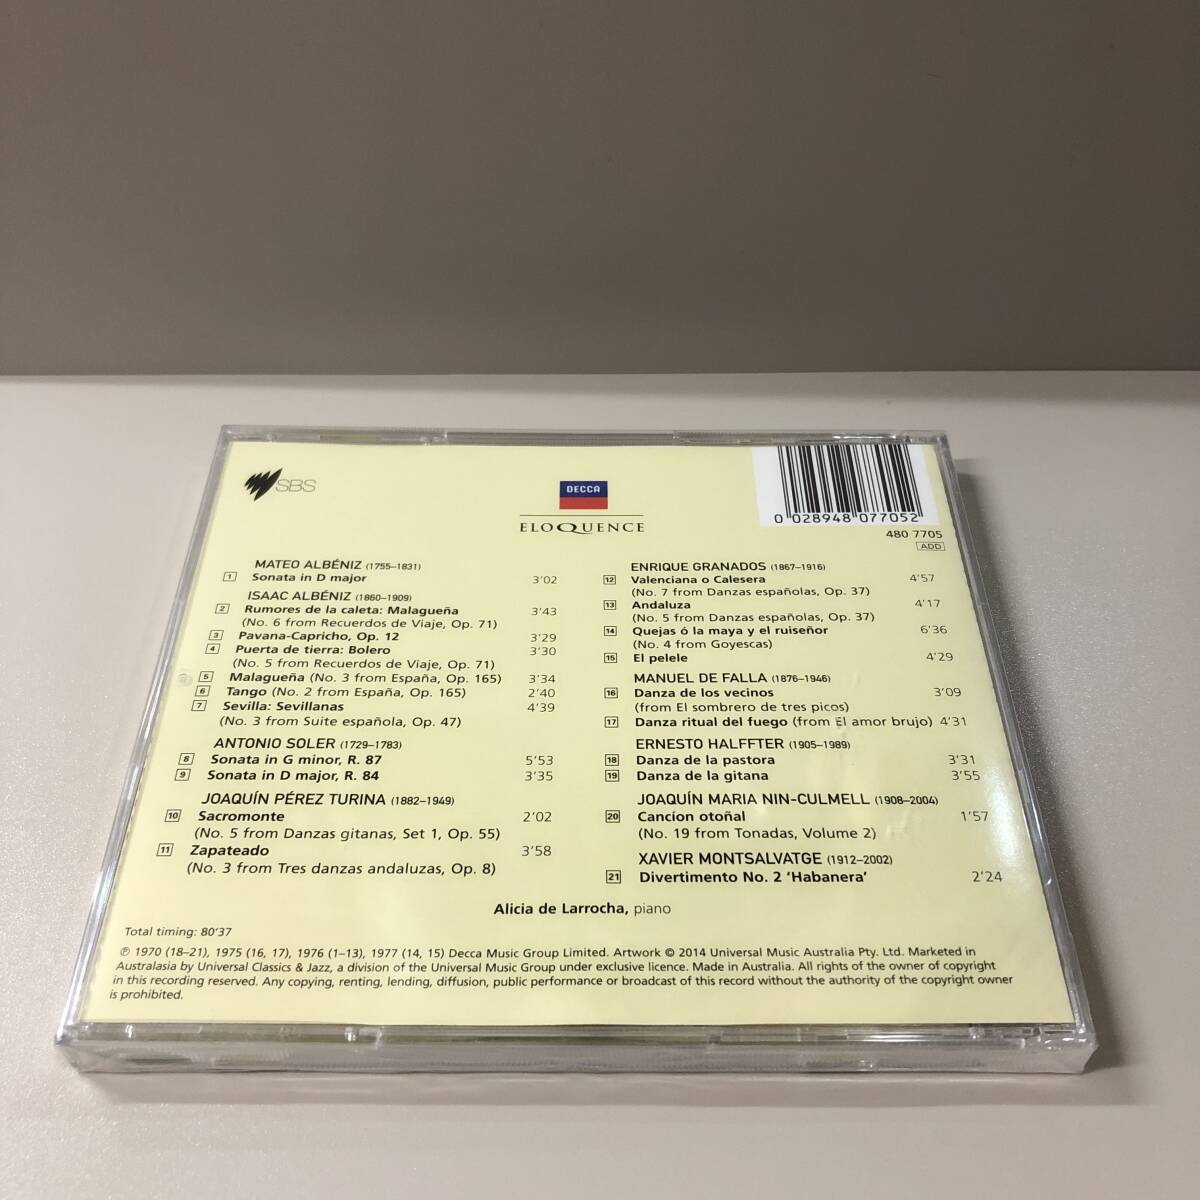 SBS
DECCA
ELOQUENCE
0 028948 077052
480 7705
ADD
MATEO ALBÉNIZ (1755–1831)
1 Sonata in D major 3'02
ISAAC ALBÉNIZ (1860–1909)
2 Rumores de la caleta: Malagueña 3'43
(No. 6 from Recuerdos de Viaje, Op. 71)
3 Pavana-Capricho, Op. 12 3'29
4 Puerta de tierra: Bolero 3'30
(No. 5 from Recuerdos de Viaje, Op. 71)
5 Malagueña (No. 3 from España, Op. 165) 3'34
6 Tango (No. 2 from España, Op. 165) 2'40
7 Sevilla: Sevillanas 4'39
(No. 3 from Suite española, Op. 47)
ANTONIO SOLER (1729–1783)
8 Sonata in G minor, R. 87 5'53
9 Sonata in D major, R. 84 3'35
JOAQUÍN PÉREZ TURINA (1882–1949)
10 Sacromonte 2'02
(No. 5 from Danzas gitanas, Set 1, Op. 55)
11 Zapateado 3'58
(No. 3 from Tres danzas andaluzas, Op. 8)
ENRIQUE GRANADOS (1867–1916)
12 Valenciana o Calesera 4'57
(No. 7 from Danzas españolas, Op. 37)
13 Andaluza 4'17
(No. 5 from Danzas españolas, Op. 37)
14 Quejas ó la maya y el ruiseñor 6'36
(No. 4 from Goyescas)
15 El pelele 4'29
MANUEL DE FALLA (1876–1946)
16 Danza de los vecinos 3'09
(from El sombrero de tres picos)
17 Danza ritual del fuego (from El amor brujo) 4'31
ERNESTO HALFFTER (1905–1989)
18 Danza de la pastora 3'31
19 Danza de la gitana 3'55
JOAQUÍN MARIA NIN-CULMELL (1908–2004)
20 Cancion otoñal 1'57
(No. 19 from Tonadas, Volume 2)
XAVIER MONTSALVATGE (1912–2002)
21 Divertimento No. 2 'Habanera' 2'24
Alicia de Larrocha, piano
Total timing: 80'37
℗ 1970 (18–21), 1975 (16, 17), 1976 (1–13), 1977 (14, 15) Decca Music Group Limited. Artwork © 2014 Universal Music Australia Pty. Ltd. Marketed in
Australasia by Universal Classics & Jazz, a division of the Universal Music Group under exclusive licence. Made in Australia. All rights of the owner of copyright
in this recording reserved. Any copying, renting, lending, diffusion, public performance or broadcast of this record without the authority of the copyright owner
is prohibited.